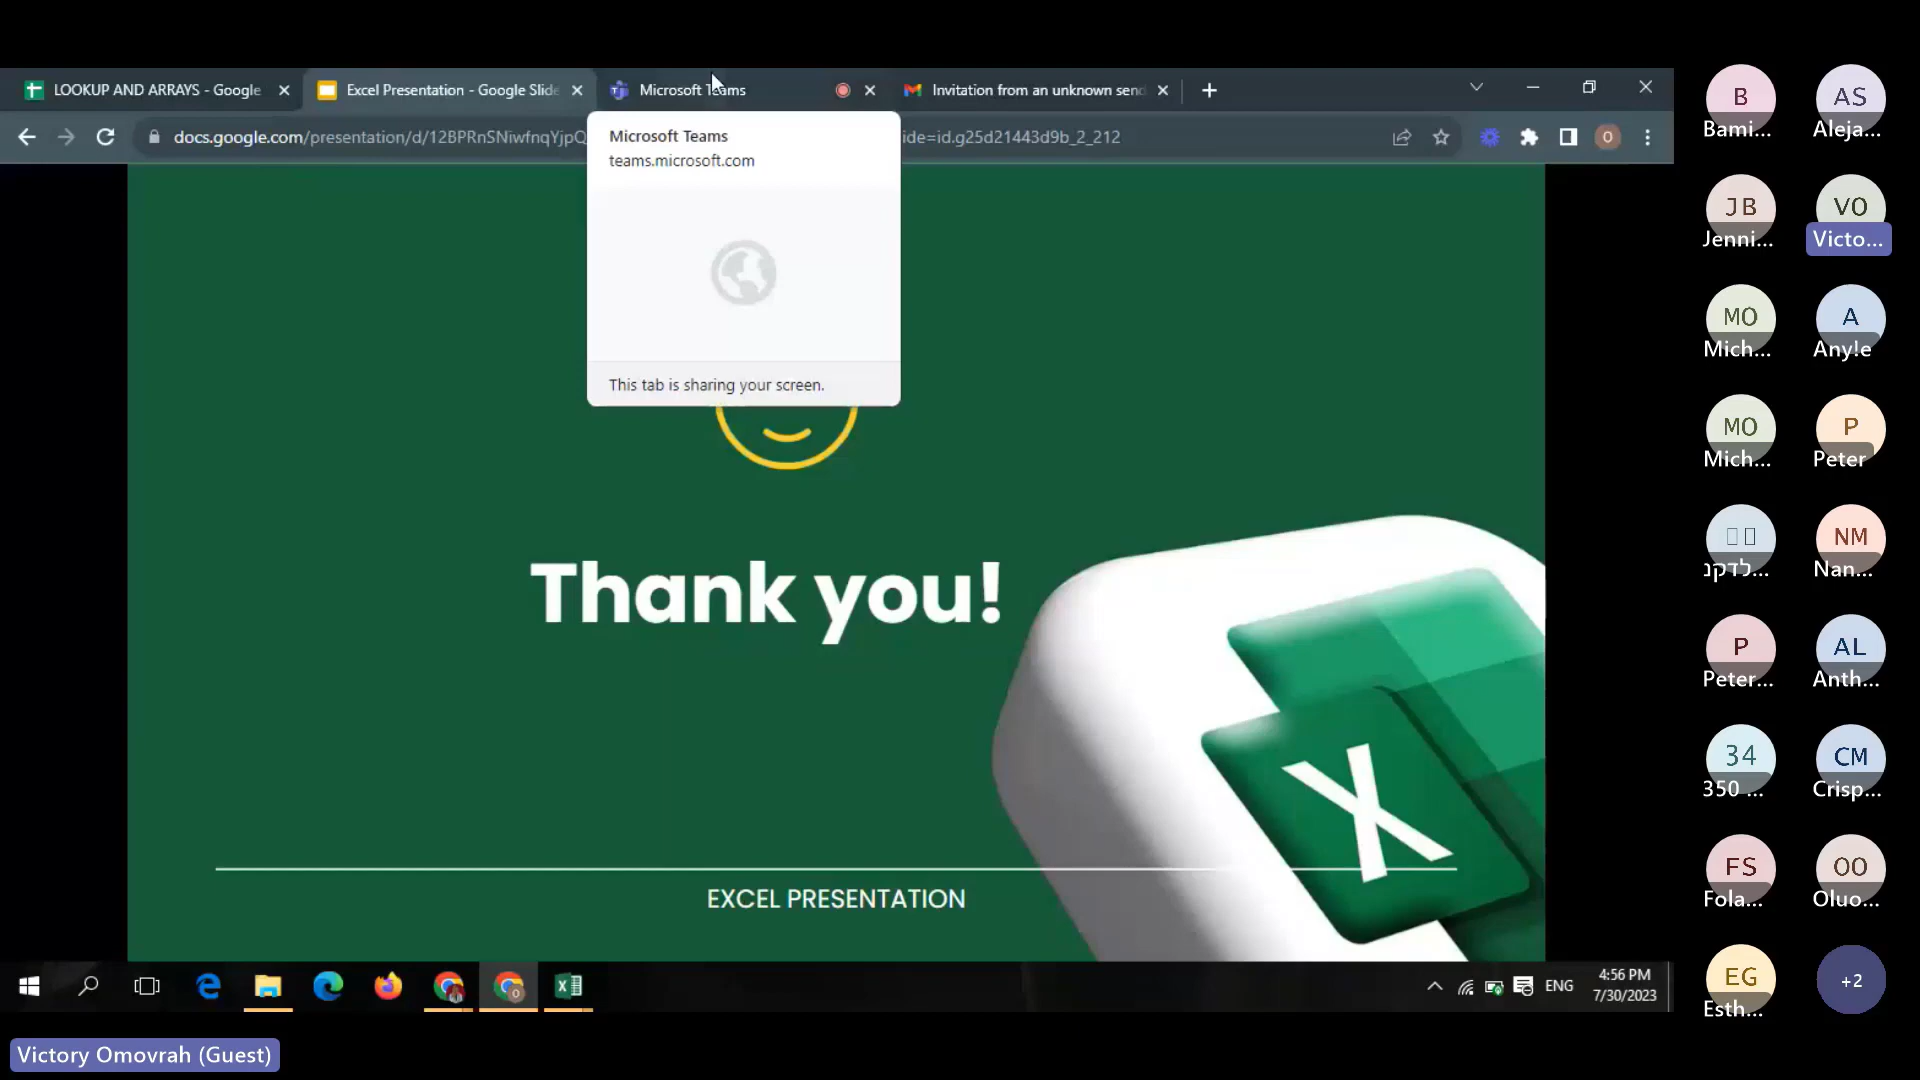 LOOKUP AND ARRAYS - Google
Excel Presentation - Google Slide
Microsoft Teams
Invitation from an unknown send
docs.google.com/presentation/d/12BPRnSNiwfnqYjpQ
ide=id.g25d21443d9b_2_212
O
Microsoft Teams
teams.microsoft.com
This tab is sharing your screen.
Thank you!
X
EXCEL PRESENTATION
ENG
4:56 PM
7/30/2023
Victory Omovrah (Guest)
B
Bami...
AS
Aleja...
JB
Jenni...
VO
Victo...
MO
Mich...
A
Any!e
MO
Mich...
P
Peter
לדקנ...
NM
Nan...
P
Peter...
AL
Anth...
34
350 ...
CM
Crisp...
FS
Fola...
OO
Oluo...
EG
Esth...
+2